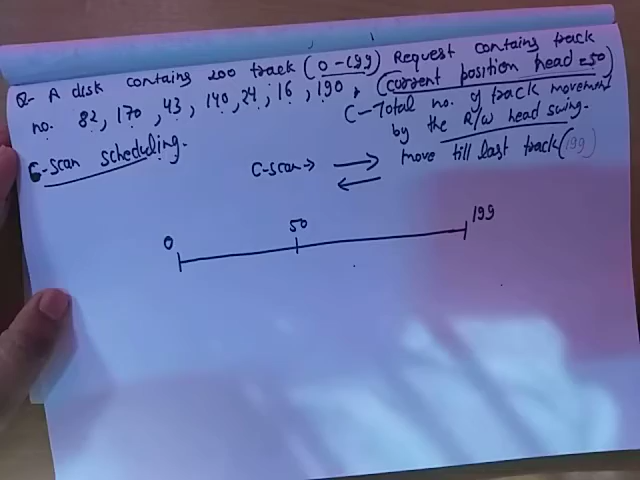 Q- A disk contains 200 track (0-199) Request contains track
no. 82, 170, 43, 140, 24, 16, 190, (current position head = 50)
C-Total no. of track movement
by the R/W head swing.
C-scan scheduling.
C-scan → move till last track (199)
0 50 199